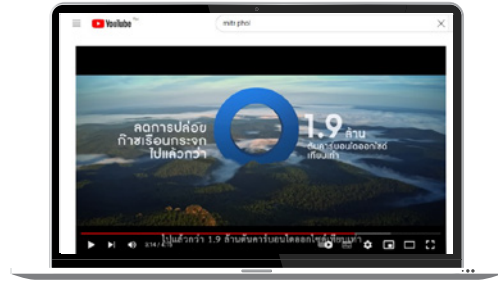 YouTube
mitr phol
ลดการปล่อย
ก๊าซเรือนกระจก
ไปแล้วกว่า
1.9 ล้าน
ตันคาร์บอนไดออกไซด์
เทียบเท่า
ไปแล้วกว่า 1.9 ล้านตันคาร์บอนไดออกไซด์เทียบเท่า